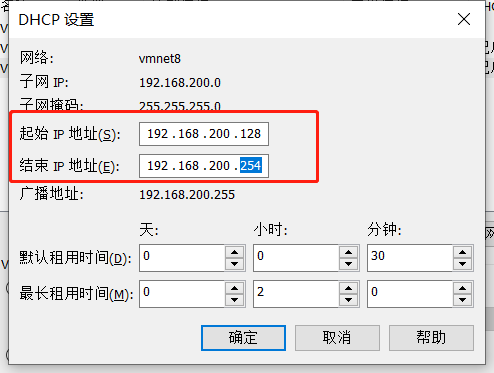 DHCP 设置
网络: vmnet8
子网 IP: 192.168.200.0
子网掩码: 255.255.255.0
起始 IP 地址(S): 192 . 168 . 200 . 128
结束 IP 地址(E): 192 . 168 . 200 . 254
广播地址: 192.168.200.255
天: 小时: 分钟:
默认租用时间(D): 0 0 30
最长租用时间(M): 0 2 0
确定 取消 帮助